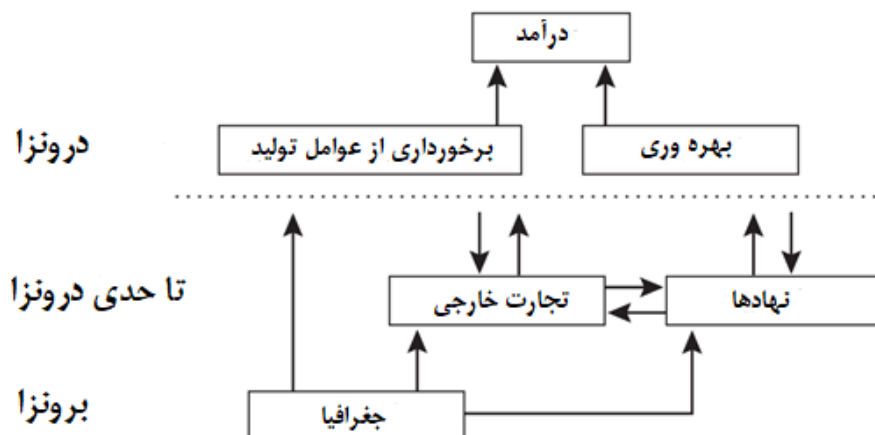 درآمد
درونزا
برخورداری از عوامل تولید
بهره وری
تا حدی درونزا
تجارت خارجی
نهادها
برونزا
جغرافیا